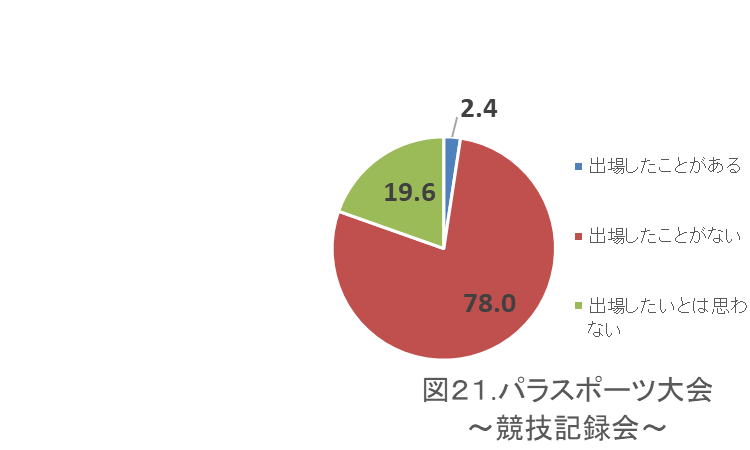 2.4
19.6
78.0
出場したことがある
出場したことがない
出場したいとは思わ
ない
図21.パラスポーツ大会
～競技記録会～